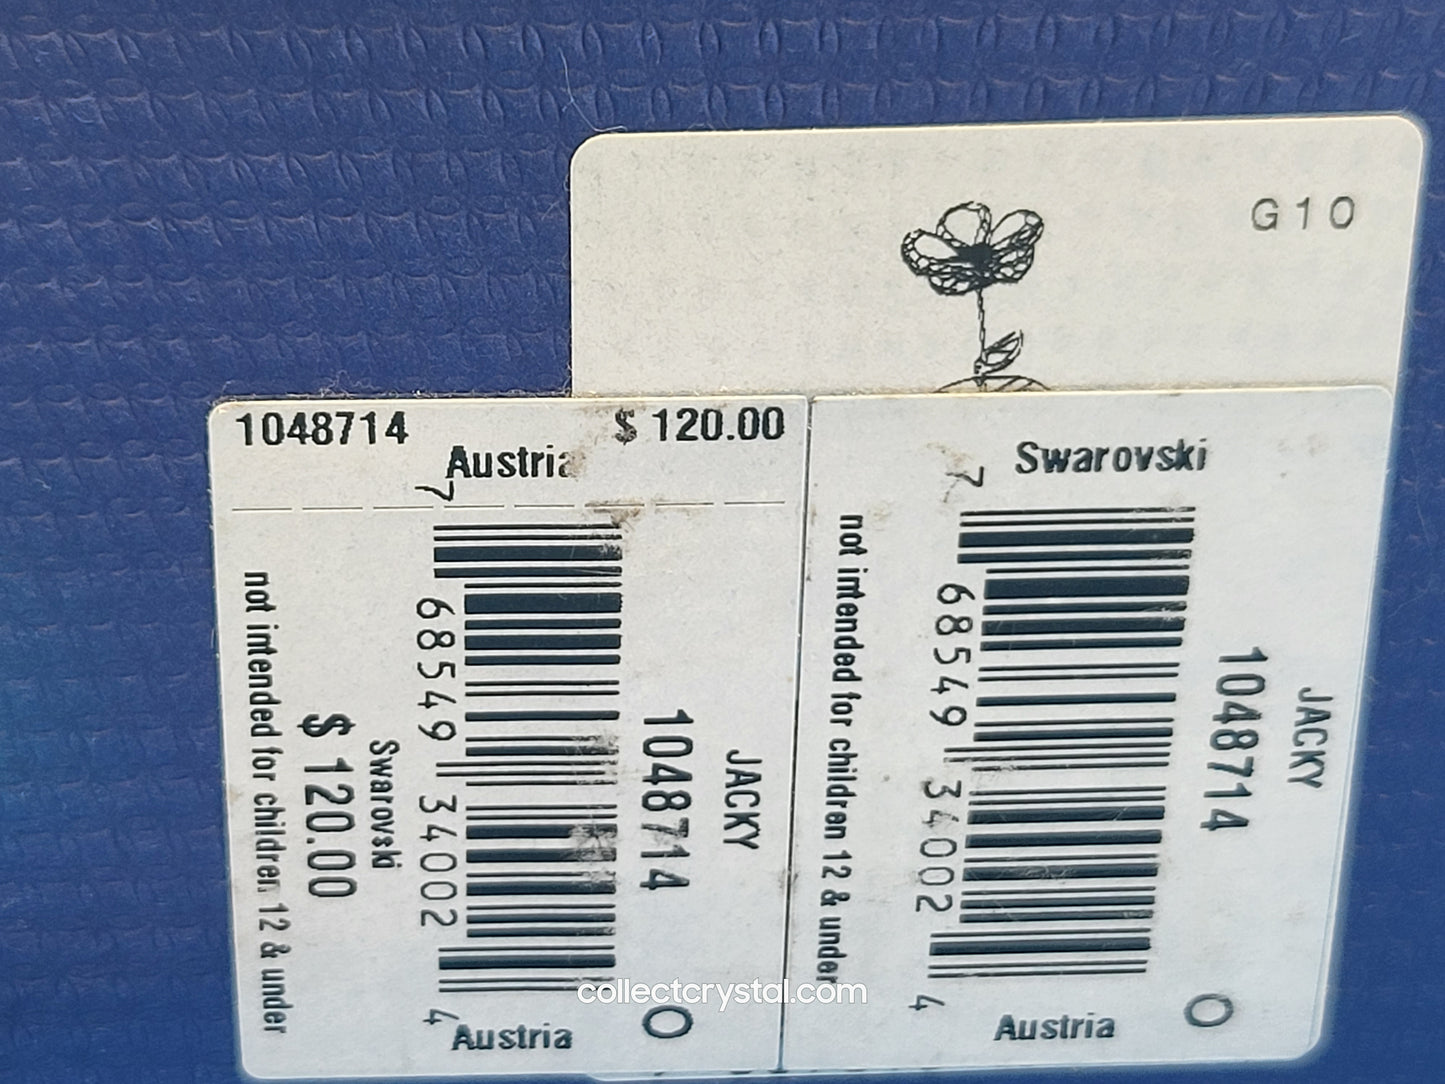 G10
1048714
$ 120.00
Austria
7 68549 34002 4
not intended for children 12 & under
$ 120.00
Swarovski
1048714
JACKY
O
Austria
Swarovski
7 68549 34002 4
not intended for children 12 & under
1048714
JACKY
O
Austria
collectcrystal.com